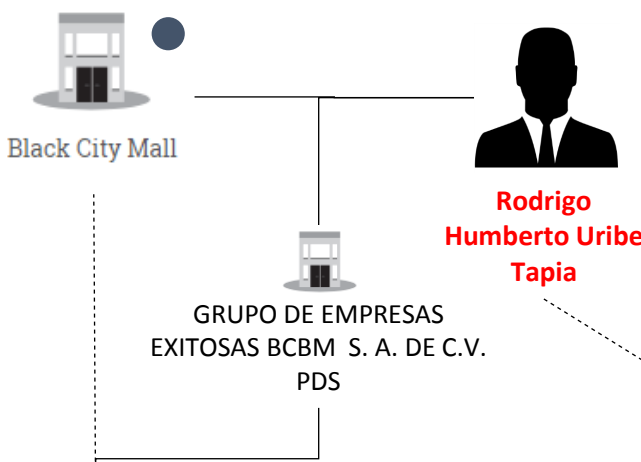 Black City Mall
Rodrigo
Humberto Uribe
Tapia
GRUPO DE EMPRESAS
EXITOSAS BCBM S. A. DE C.V.
PDS